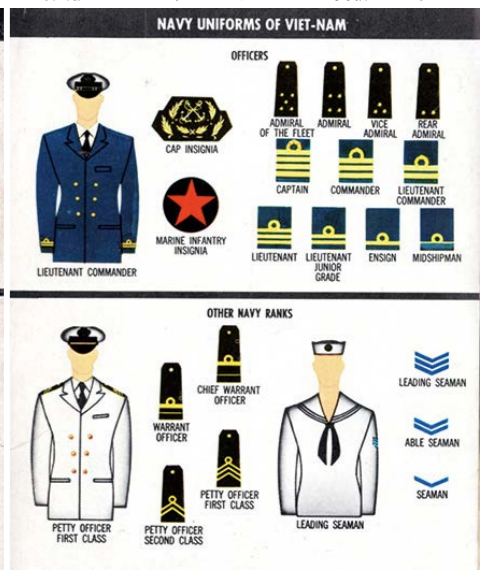 NAVY UNIFORMS OF VIET-NAM
OFFICERS
CAP INSIGNIA
ADMIRAL
OF THE FLEET
ADMIRAL
VICE
ADMIRAL
REAR
ADMIRAL
CAPTAIN
COMMANDER
LIEUTENANT
COMMANDER
MARINE INFANTRY
INSIGNIA
LIEUTENANT COMMANDER
LIEUTENANT
LIEUTENANT
JUNIOR
GRADE
ENSIGN
MIDSHIPMAN
OTHER NAVY RANKS
CHIEF WARRANT
OFFICER
WARRANT
OFFICER
LEADING SEAMAN
ABLE SEAMAN
SEAMAN
PETTY OFFICER
FIRST CLASS
PETTY OFFICER
FIRST CLASS
PETTY OFFICER
SECOND CLASS
LEADING SEAMAN